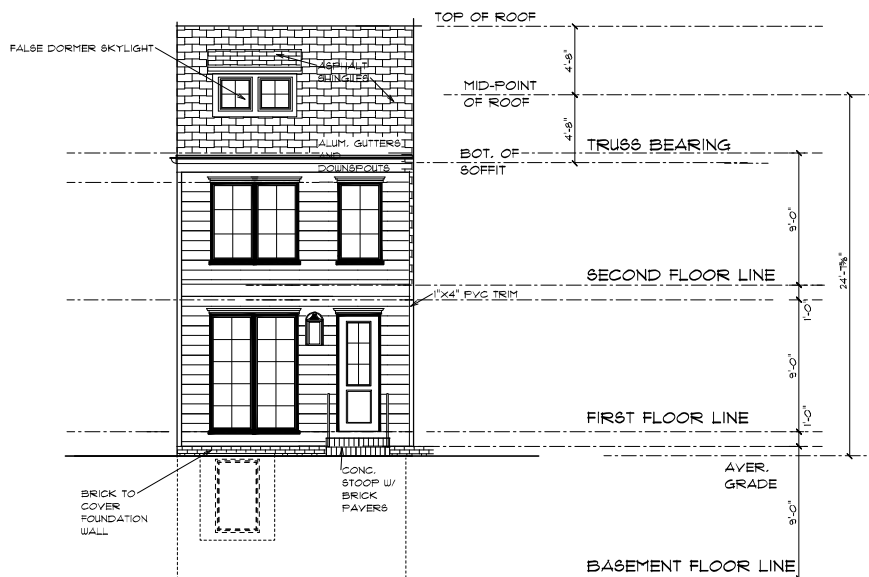 TOP OF ROOF
FALSE DORMER SKYLIGHT
ASPHALT
SHINGLES
4'-8"
MID-POINT
OF ROOF
4'-8"
ALUM. GUTTERS
AND
DOWNSPOUTS
TRUSS BEARING
BOT. OF
SOFFIT
9'-0"
SECOND FLOOR LINE
24'-7⅝"
1"X4" PVC TRIM
1'-0"
9'-0"
FIRST FLOOR LINE
1'-0"
AVER.
GRADE
CONC.
STOOP W/
BRICK
PAVERS
BRICK TO
COVER
FOUNDATION
WALL
9'-0"
BASEMENT FLOOR LINE